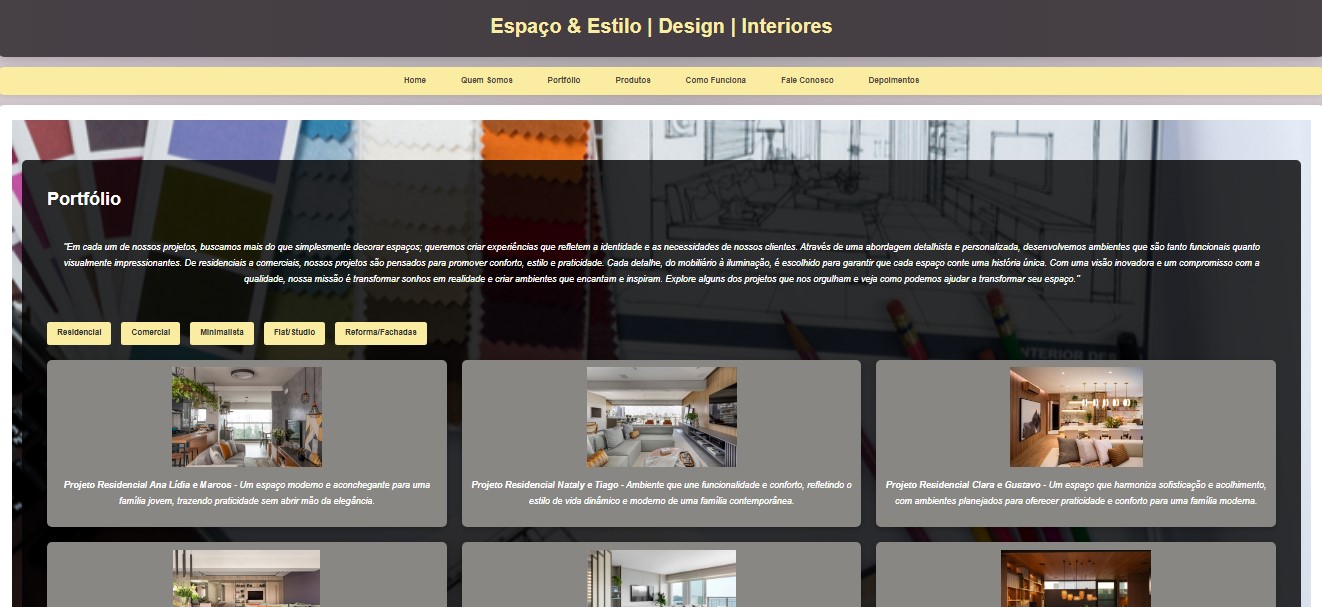 Espaço & Estilo | Design | Interiores
Home Quem Somos Portfólio Produtos Como Funciona Fale Conosco Depoimentos
Portfólio
"Em cada um de nossos projetos, buscamos mais do que simplesmente decorar espaços; queremos criar experiências que refletem a identidade e as necessidades de nossos clientes. Através de uma abordagem detalhista e personalizada, desenvolvemos ambientes que são tanto funcionais quanto
visualmente impressionantes. De residenciais a comerciais, nossos projetos são pensados para promover conforto, estilo e praticidade. Cada detalhe, do mobiliário à iluminação, é escolhido para garantir que cada espaço conte uma história única. Com uma visão inovadora e um compromisso com a
qualidade, nossa missão é transformar sonhos em realidade e criar ambientes que encantam e inspiram. Explore alguns dos projetos que nos orgulham e veja como podemos ajudar a transformar seu espaço."
Residencial Comercial Minimalista Flat/Studio Reforma/Fachadas
INTERIOR DES
Projeto Residencial Ana Lídia e Marcos - Um espaço moderno e aconchegante para uma
família jovem, trazendo praticidade sem abrir mão da elegância.
Projeto Residencial Nataly e Tiago - Ambiente que une funcionalidade e conforto, refletindo o
estilo de vida dinâmico e moderno de uma família contemporânea.
Projeto Residencial Clara e Gustavo - Um espaço que harmoniza sofisticação e acolhimento,
com ambientes planejados para oferecer praticidade e conforto para uma família moderna.